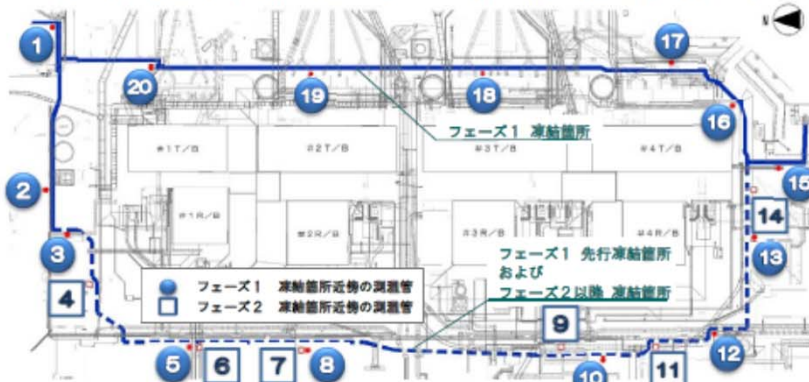 N
1
17
20
19
18
16
フェーズ1 凍結箇所
#1T/B
#2T/B
#3T/B
#4T/B
15
2
14
#1R/B
#2R/B
#3R/B
#4R/B
3
13
フェーズ1 先行凍結箇所
および
フェーズ2以降 凍結箇所
4
フェーズ1 凍結箇所近傍の測温管
フェーズ2 凍結箇所近傍の測温管
9
5
6
7
8
10
11
12